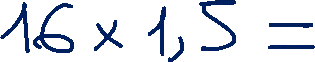 16 × 1,5 =